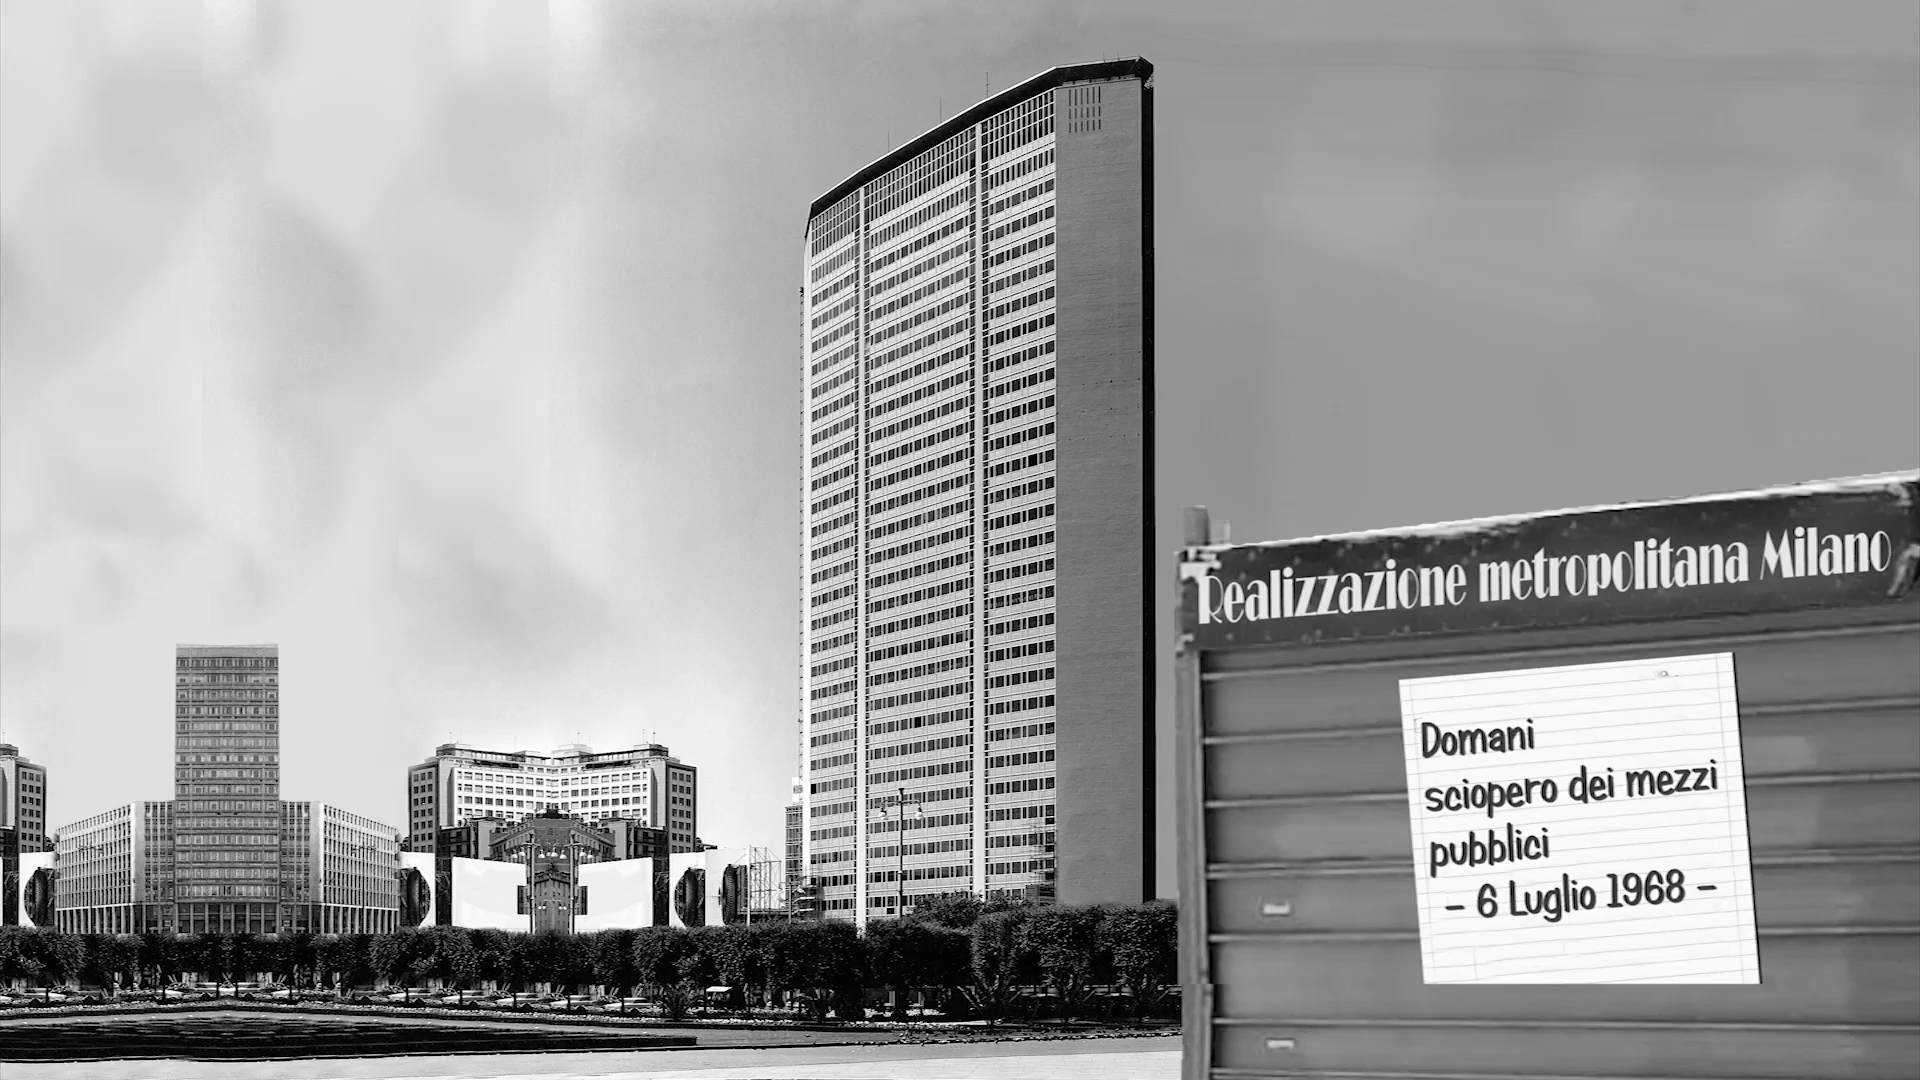 Realizzazione metropolitana Milano
Domani
sciopero dei mezzi
pubblici
– 6 Luglio 1968 –